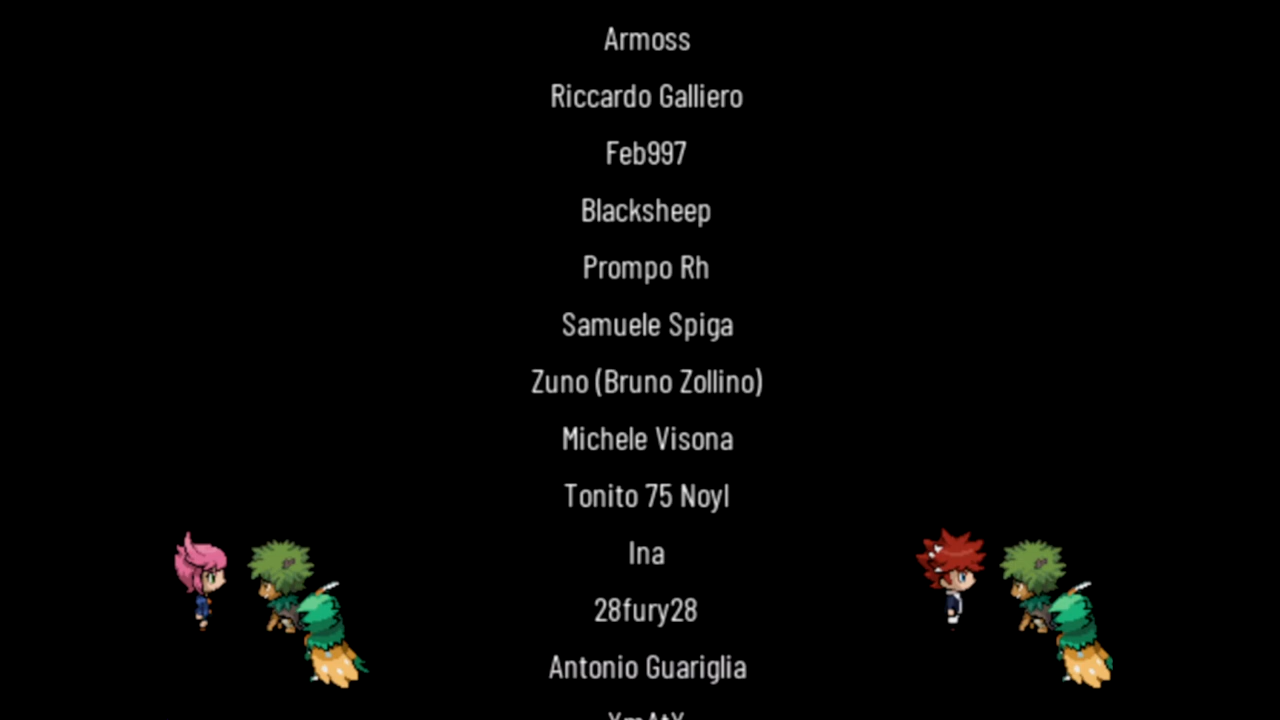 Armoss
Riccardo Galliero
Feb997
Blacksheep
Prompo Rh
Samuele Spiga
Zuno (Bruno Zollino)
Michele Visona
Tonito 75 Noyl
Ina
28fury28
Antonio Guariglia